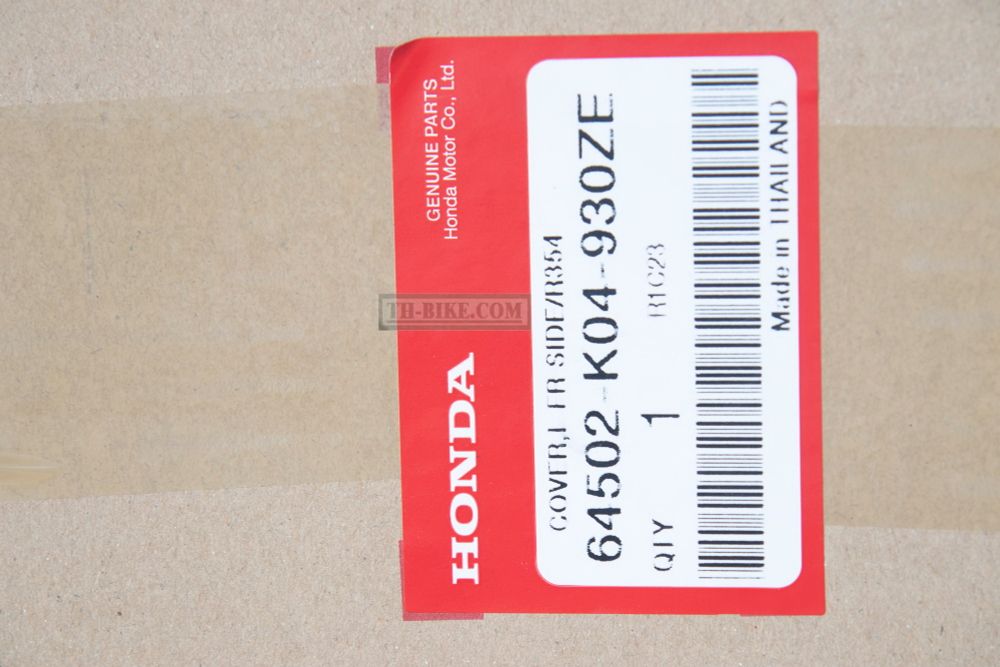 HONDA
GENUINE PARTS
Honda Motor Co., Ltd.
COVER,L FR SIDE/R354
64502-K04-930ZE
QTY 1 R1C23
Made in THAILAND
TH-BIKE.COM